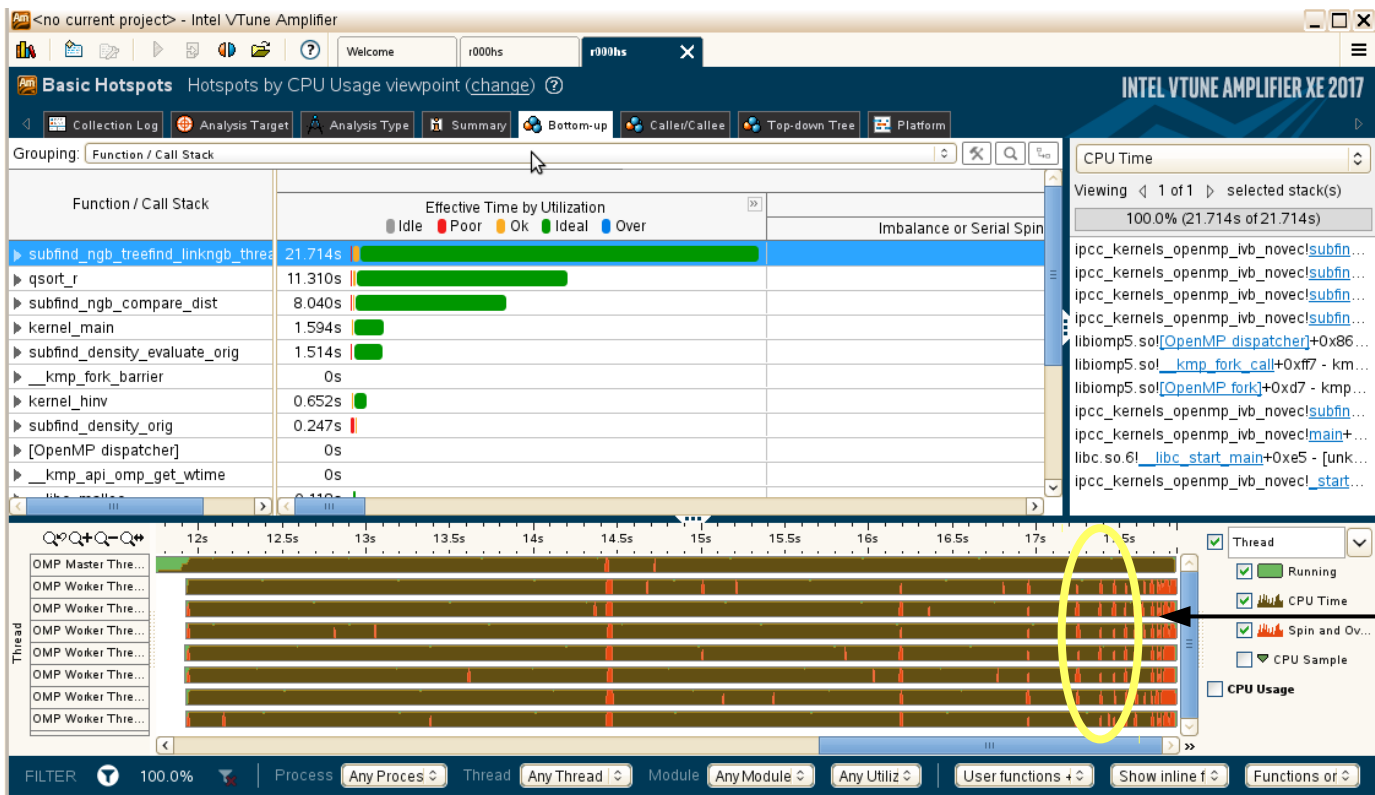 <no current project> - Intel VTune Amplifier
Welcome
r000hs
r000hs
Basic Hotspots Hotspots by CPU Usage viewpoint (change)
INTEL VTUNE AMPLIFIER XE 2017
Collection Log
Analysis Target
Analysis Type
Summary
Bottom-up
Caller/Callee
Top-down Tree
Platform
Grouping: Function / Call Stack
Function / Call Stack
Effective Time by Utilization
Idle Poor Ok Ideal Over
Imbalance or Serial Spin
subfind_ngb_treefind_linkngb_threa 21.714s
qsort_r 11.310s
subfind_ngb_compare_dist 8.040s
kernel_main 1.594s
subfind_density_evaluate_orig 1.514s
__kmp_fork_barrier 0s
kernel_hinv 0.652s
subfind_density_orig 0.247s
[OpenMP dispatcher] 0s
__kmp_api_omp_get_wtime 0s
CPU Time
Viewing 1 of 1 selected stack(s)
100.0% (21.714s of 21.714s)
ipcc_kernels_openmp_ivb_novec!subfin...
ipcc_kernels_openmp_ivb_novec!subfin...
ipcc_kernels_openmp_ivb_novec!subfin...
ipcc_kernels_openmp_ivb_novec!subfin...
libiomp5.so![OpenMP dispatcher]+0x86...
libiomp5.so!__kmp_fork_call+0xff7 - km...
libiomp5.so![OpenMP fork]+0xd7 - kmp...
ipcc_kernels_openmp_ivb_novec!subfin...
ipcc_kernels_openmp_ivb_novec!main+...
libc.so.6!__libc_start_main+0xe5 - [unk...
ipcc_kernels_openmp_ivb_novec!_start...
12s 12.5s 13s 13.5s 14s 14.5s 15s 15.5s 16s 16.5s 17s
Thread
OMP Master Thre...
OMP Worker Thre...
OMP Worker Thre...
OMP Worker Thre...
OMP Worker Thre...
OMP Worker Thre...
OMP Worker Thre...
OMP Worker Thre...
Thread
Running
CPU Time
Spin and Ov...
CPU Sample
CPU Usage
FILTER 100.0% Process Any Proces Thread Any Thread Module Any Module Any Utiliz User functions + Show inline f Functions or